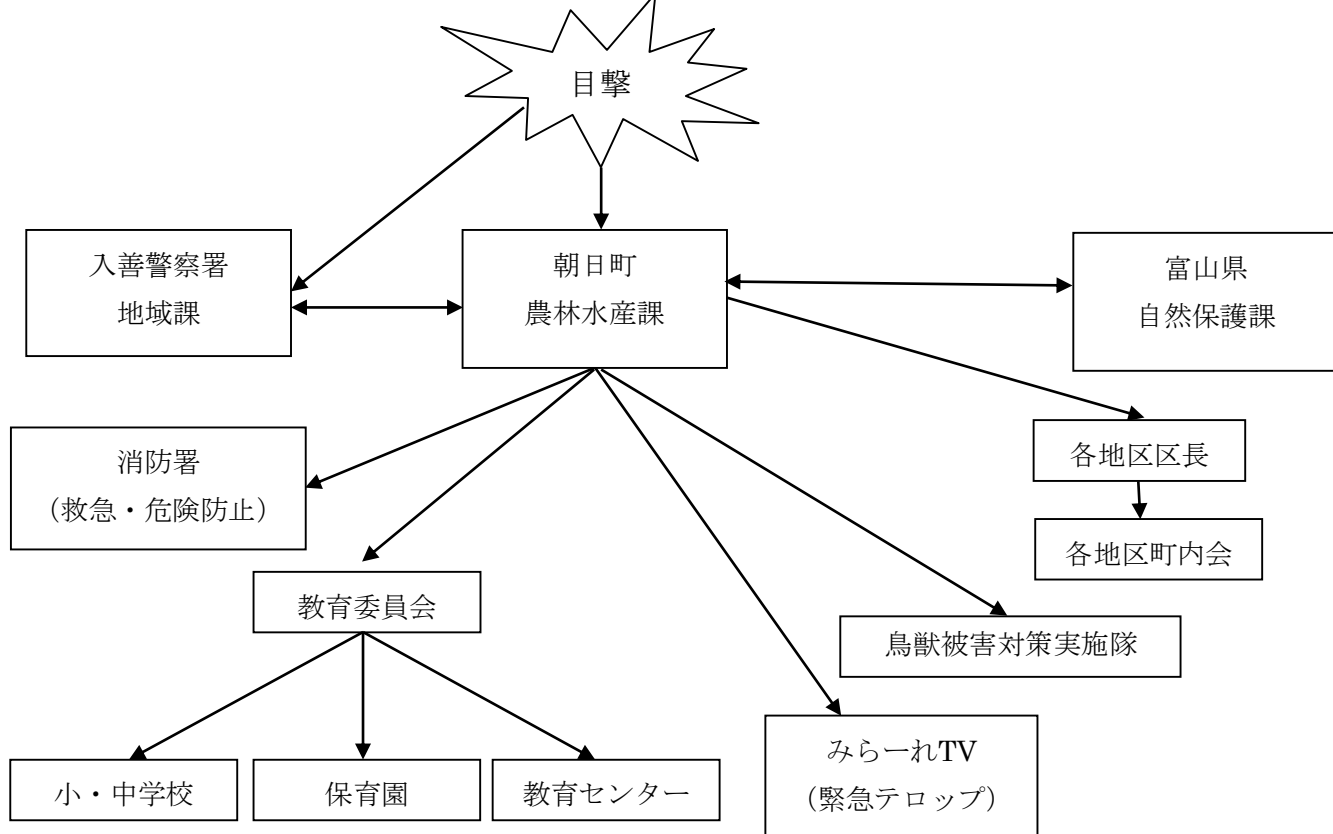 目撃
入善警察署
地域課
朝日町
農林水産課
富山県
自然保護課
消防署
（救急・危険防止）
各地区区長
各地区町内会
教育委員会
鳥獣被害対策実施隊
小・中学校
保育園
教育センター
みらーれTV
（緊急テロップ）